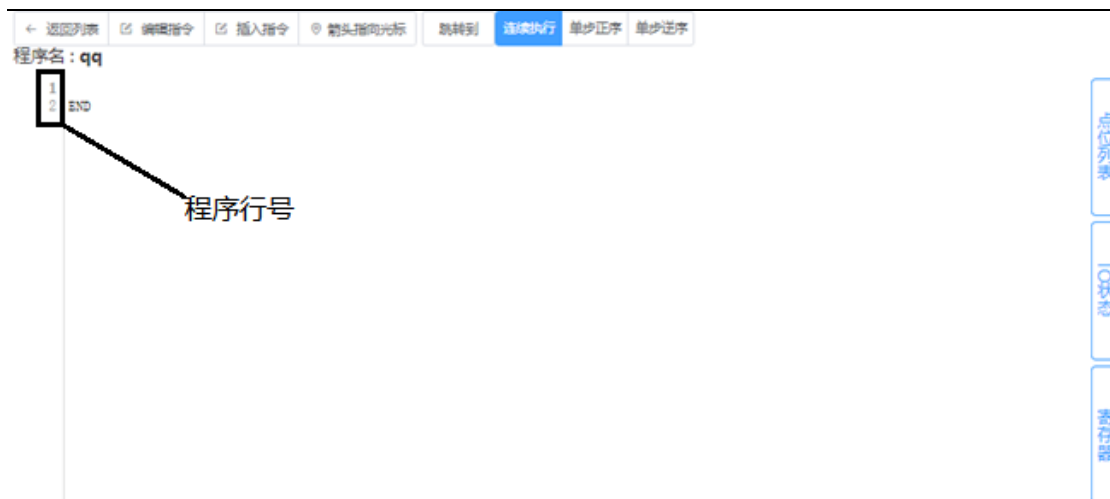 ← 返回列表 编辑指令 插入指令 箭头指向光标 跳转到 连续执行 单步正序 单步逆序
程序名：qq
1
2 END
程序行号
点位列表
IO状态
寄存器